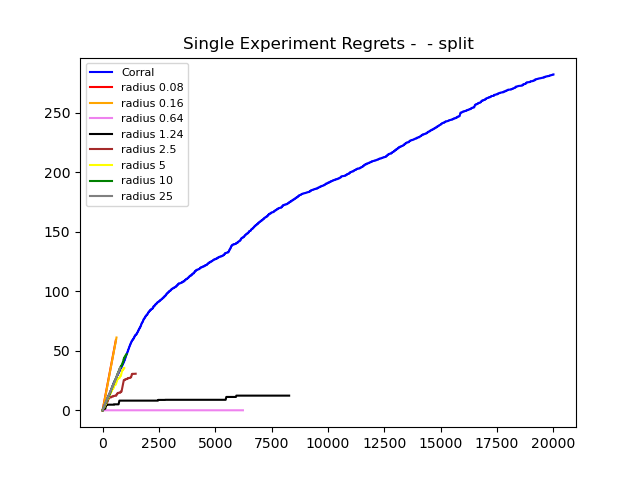 Single Experiment Regrets -  - split
Corral
radius 0.08
radius 0.16
radius 0.64
radius 1.24
radius 2.5
radius 5
radius 10
radius 25
250
200
150
100
50
0
0 2500 5000 7500 10000 12500 15000 17500 20000